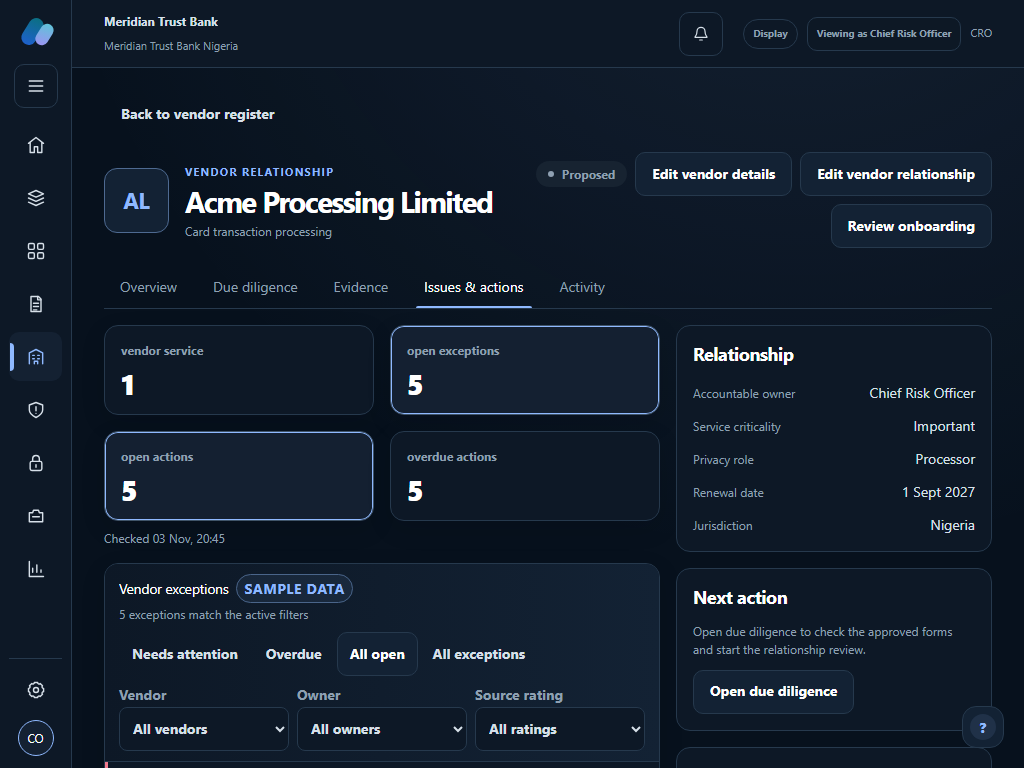 Meridian Trust Bank
Meridian Trust Bank Nigeria
Display
Viewing as Chief Risk Officer
CRO
Back to vendor register
AL
VENDOR RELATIONSHIP
Acme Processing Limited
Card transaction processing
Proposed
Edit vendor details
Edit vendor relationship
Review onboarding
Overview
Due diligence
Evidence
Issues & actions
Activity
vendor service
1
open exceptions
5
open actions
5
overdue actions
5
Checked 03 Nov, 20:45
Vendor exceptions
SAMPLE DATA
5 exceptions match the active filters
Needs attention
Overdue
All open
All exceptions
Vendor
Owner
Source rating
All vendors
All owners
All ratings
Relationship
Accountable owner Chief Risk Officer
Service criticality Important
Privacy role Processor
Renewal date 1 Sept 2027
Jurisdiction Nigeria
Next action
Open due diligence to check the approved forms
and start the relationship review.
Open due diligence
?
CO